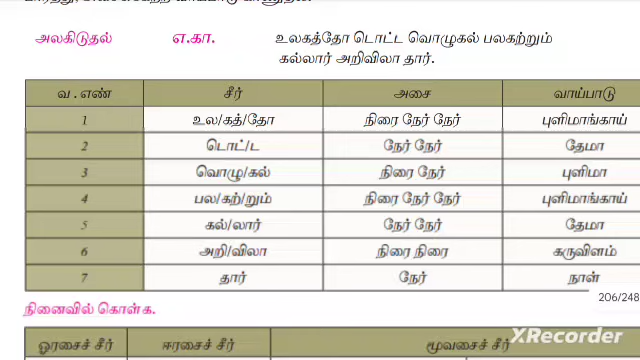 அலகிடுதல் எ.கா. உலகத்தோ டொட்ட வொழுகல் பலகற்றும்
கல்லார் அறிவிலா தார்.
வ . எண் சீர் அசை வாய்பாடு
1 உல/கத்/தோ நிரை நேர் நேர் புளிமாங்காய்
2 டொட்/ட நேர் நேர் தேமா
3 வொழு/கல் நிரை நேர் புளிமா
4 பல/கற்/றும் நிரை நேர் நேர் புளிமாங்காய்
5 கல்/லார் நேர் நேர் தேமா
6 அறி/விலா நிரை நிரை கருவிளம்
7 தார் நேர் நாள்
206/248
நினைவில் கொள்க.
ஓரசைச் சீர் ஈரசைச் சீர் மூவசைச் சீர்
XRecorder